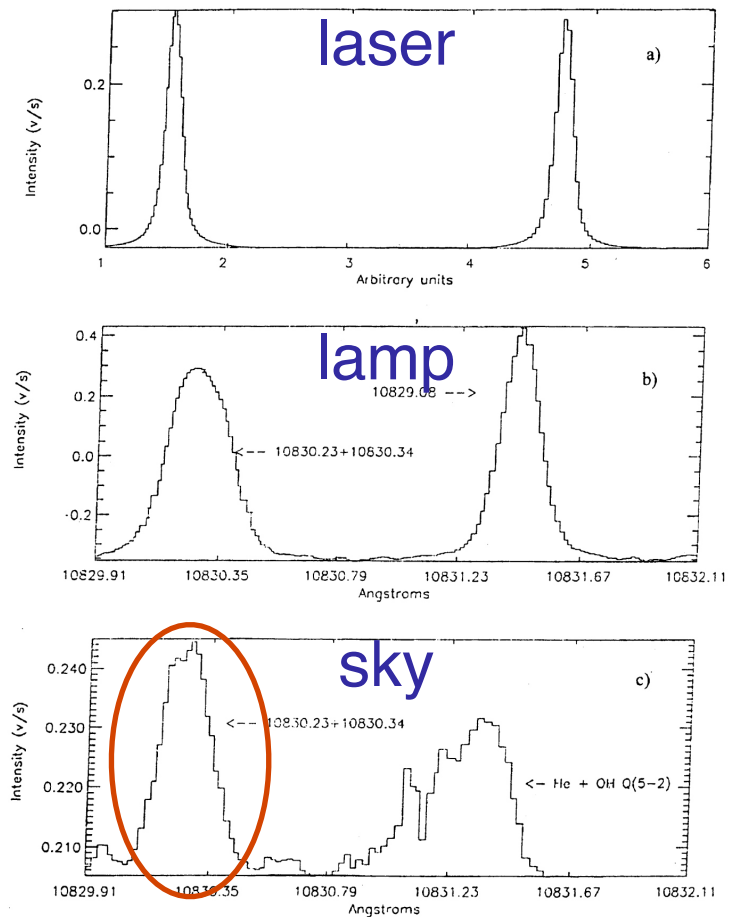 laser
a)
0.2
0.0
Intensity (v/s)
1 2 3 4 5 6
Arbitrary units
lamp
b)
0.4
0.2
0.0
-0.2
Intensity (v/s)
10829.08 -->
<-- 10830.23+10830.34
10829.91 10830.35 10830.79 10831.23 10831.67 10832.11
Angstroms
sky
c)
0.240
0.230
0.220
0.210
Intensity (v/s)
<-- 10830.23+10830.34
<- He + OH Q(5-2)
10829.91 10830.35 10830.79 10831.23 10831.67 10832.11
Angstroms